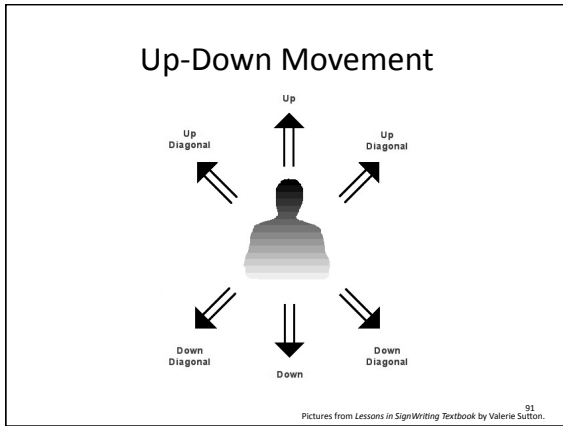 Up-Down Movement
Up
Up
Diagonal
Up
Diagonal
Down
Diagonal
Down
Down
Diagonal
91
Pictures from Lessons in SignWriting Textbook by Valerie Sutton.